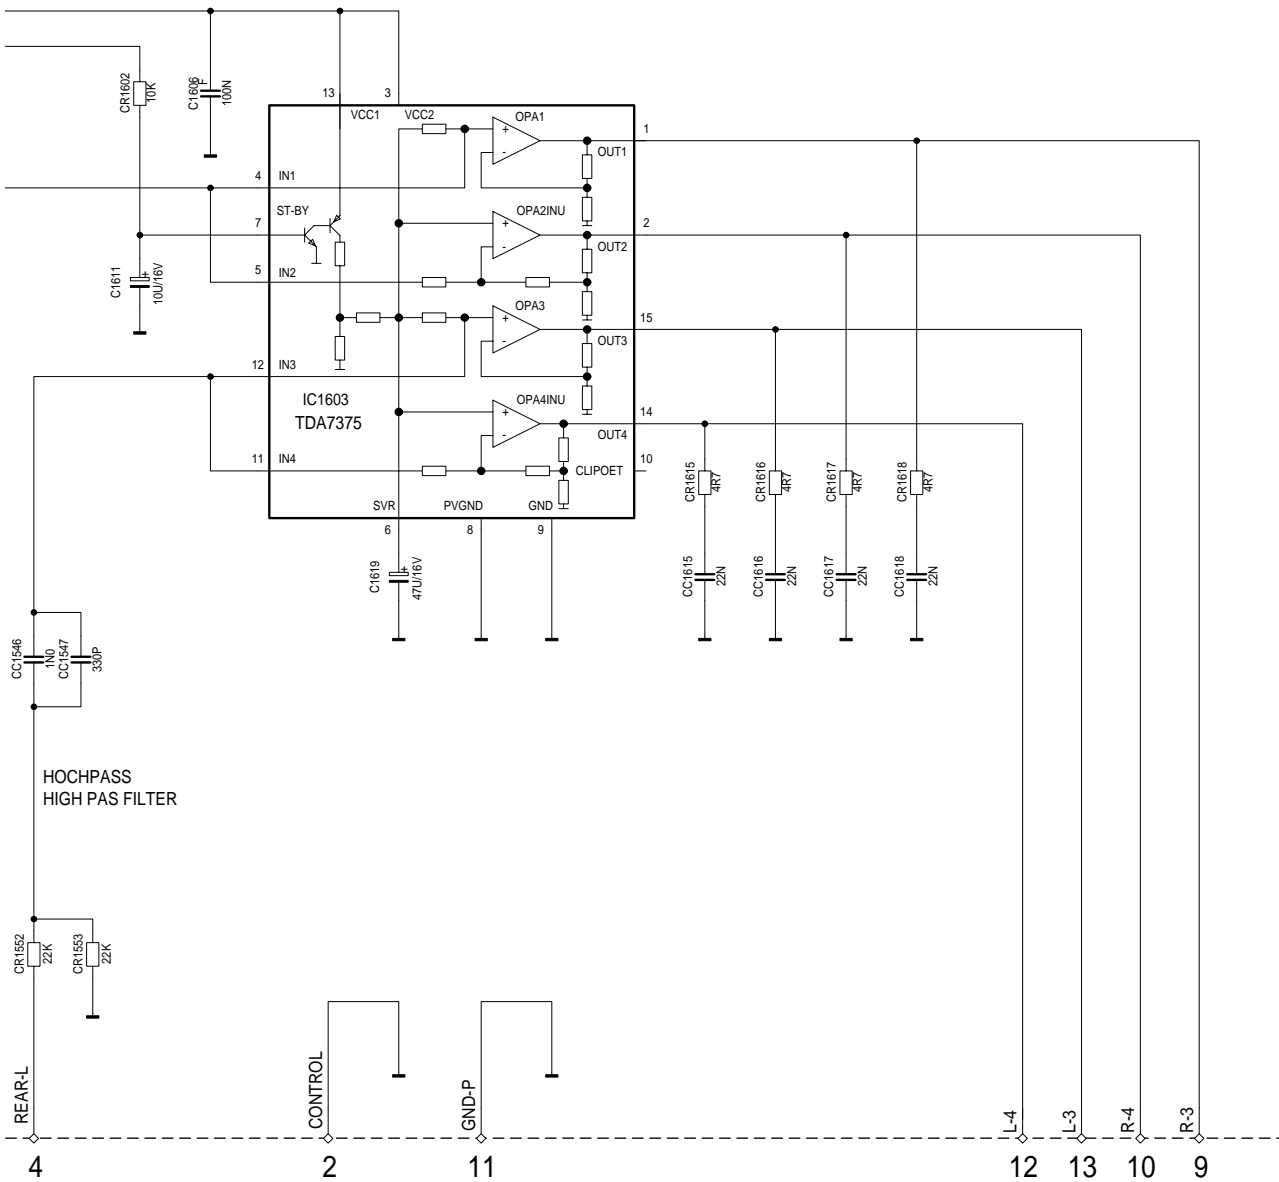 CR1602
10K
C1606
F
100N
13
3
VCC1
VCC2
OPA1
1
OUT1
4
IN1
ST-BY
7
OPA2INU
2
OUT2
5
IN2
C1611
+
10U/16V
OPA3
15
OUT3
12
IN3
IC1603
TDA7375
OPA4INU
14
OUT4
11
IN4
CLIPOET
10
SVR
PVGND
GND
6
8
9
+
-
+
-
+
-
+
-
C1619
+
47U/16V
CR1615
4R7
CR1616
4R7
CR1617
4R7
CR1618
4R7
CC1615
22N
CC1616
22N
CC1617
22N
CC1618
22N
CC1546
1N0
CC1547
330P
HOCHPASS
HIGH PAS FILTER
CR1552
22K
CR1553
22K
REAR-L
CONTROL
GND-P
L-4
L-3
R-4
R-3
4
2
11
12
13
10
9